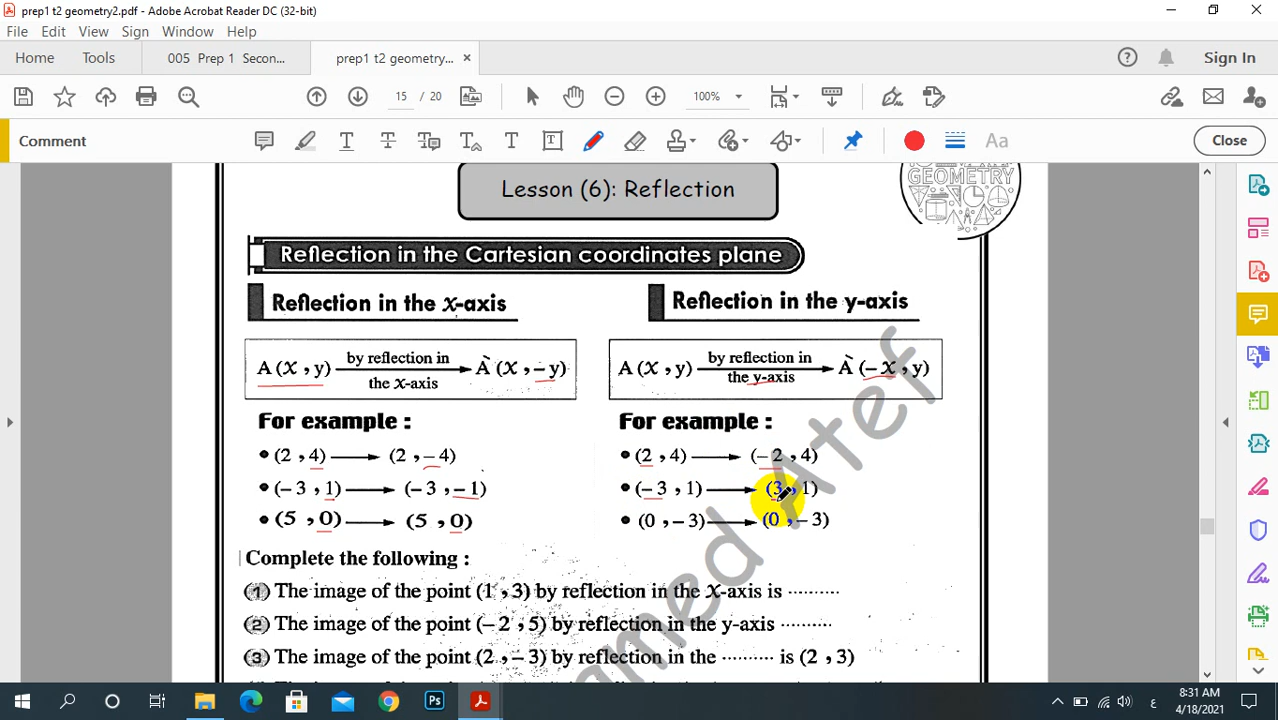 prep1 t2 geometry2.pdf - Adobe Acrobat Reader DC (32-bit)
File Edit View Sign Window Help
Home Tools 005 Prep 1 Secon... prep1 t2 geometry... × Sign In
15 / 20 100%
Comment Close
Lesson (6): Reflection
GEOMETRY
Reflection in the Cartesian coordinates plane
Reflection in the x-axis
A (x , y) by reflection in the x-axis À (x , – y)
For example :
• (2 , 4) ⟶ (2 , – 4)
• (– 3 , 1) ⟶ (– 3 , – 1)
• (5 , 0) ⟶ (5 , 0)
Reflection in the y-axis
A (x , y) by reflection in the y-axis À (– x , y)
For example :
• (2 , 4) ⟶ (– 2 , 4)
• (– 3 , 1) ⟶ (3 , 1)
• (0 , – 3) ⟶ (0 , – 3)
Complete the following :
(1) The image of the point (1 , 3) by reflection in the x-axis is ..........
(2) The image of the point (– 2 , 5) by reflection in the y-axis ..........
(3) The image of the point (2 , – 3) by reflection in the .......... is (2 , 3)
Atef
8:31 AM
4/18/2021
ع